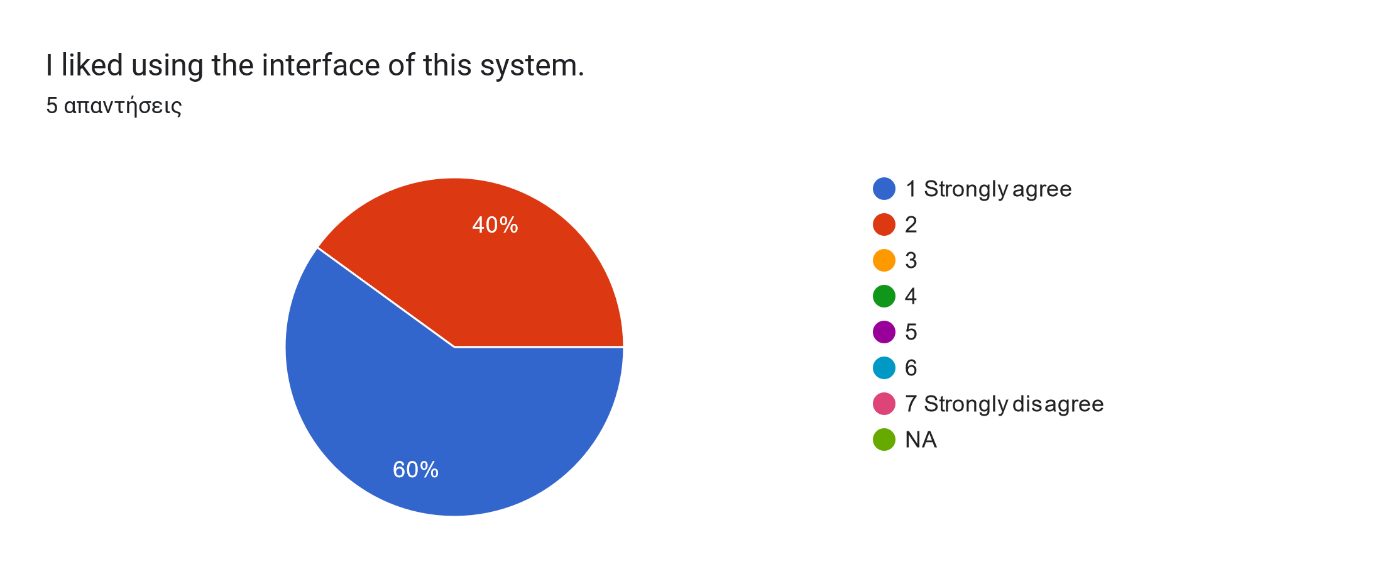 I liked using the interface of this system.
5 απαντήσεις
40%
60%
1 Strongly agree
2
3
4
5
6
7 Strongly disagree
NA